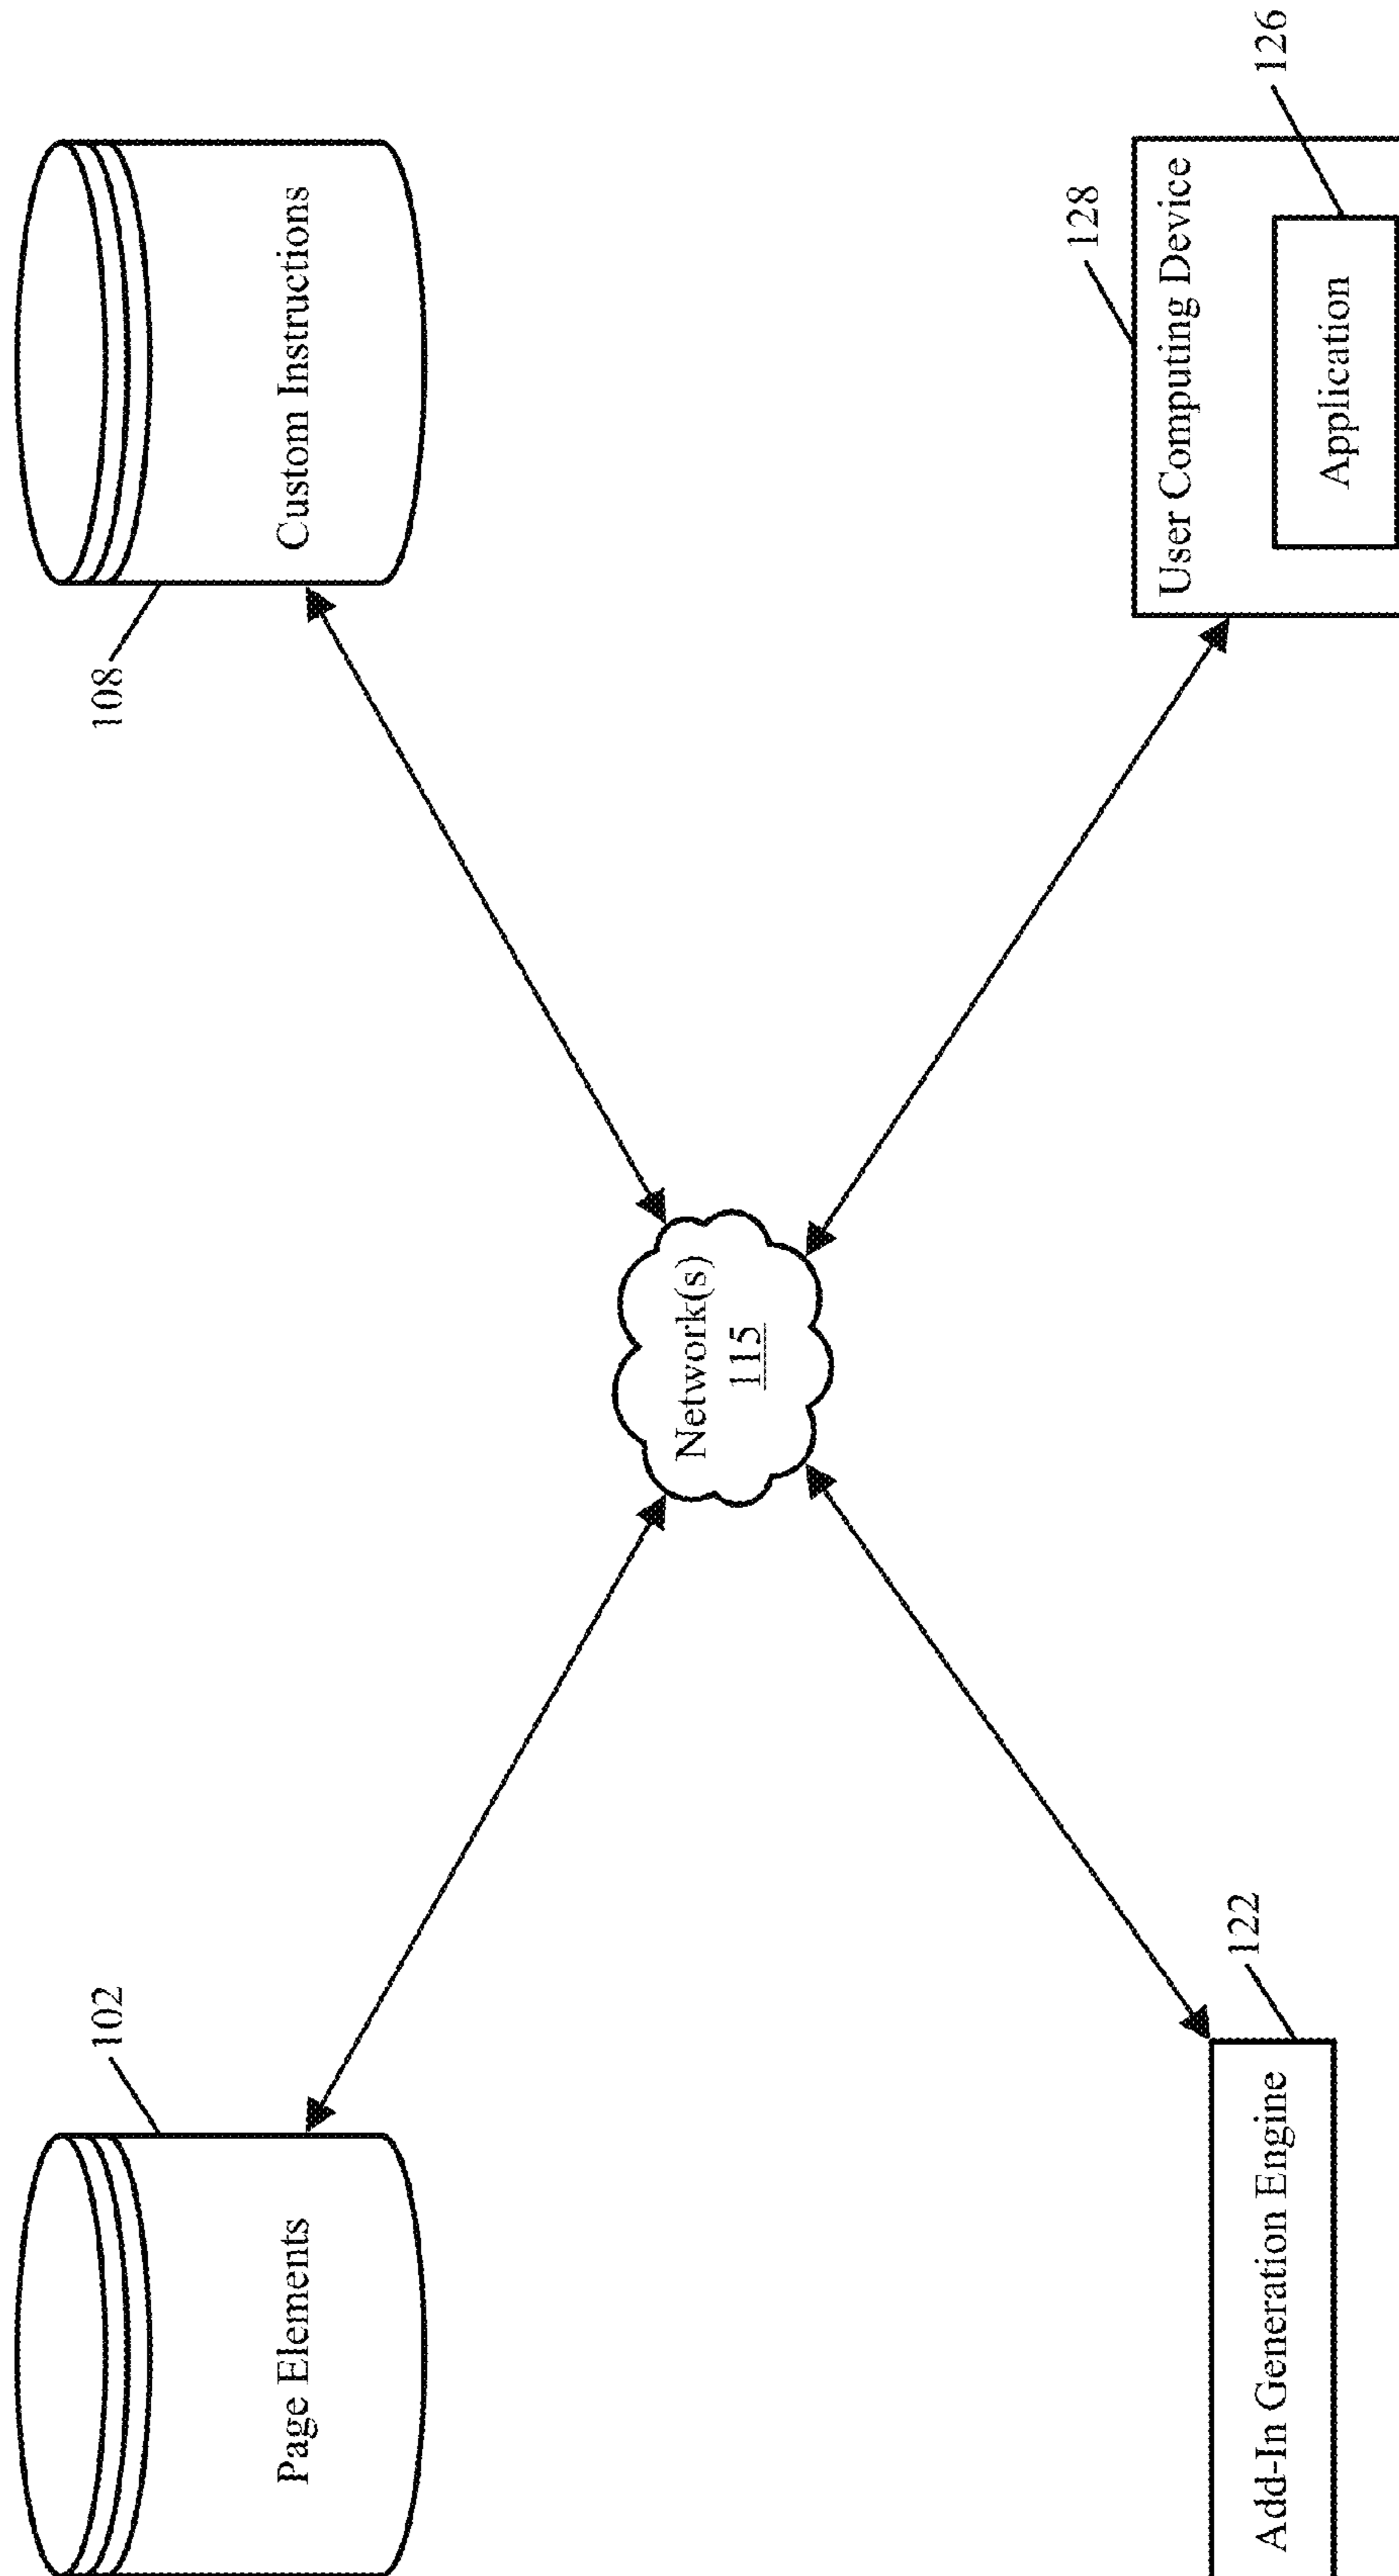 102
Page Elements
108
Custom Instructions
Network(s)
115
122
Add-In Generation Engine
128
User Computing Device
126
Application